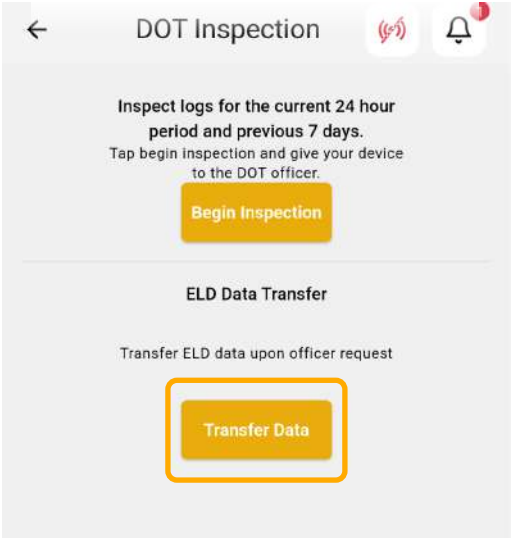 DOT Inspection
Inspect logs for the current 24 hour
period and previous 7 days.
Tap begin inspection and give your device
to the DOT officer.
Begin Inspection
ELD Data Transfer
Transfer ELD data upon officer request
Transfer Data